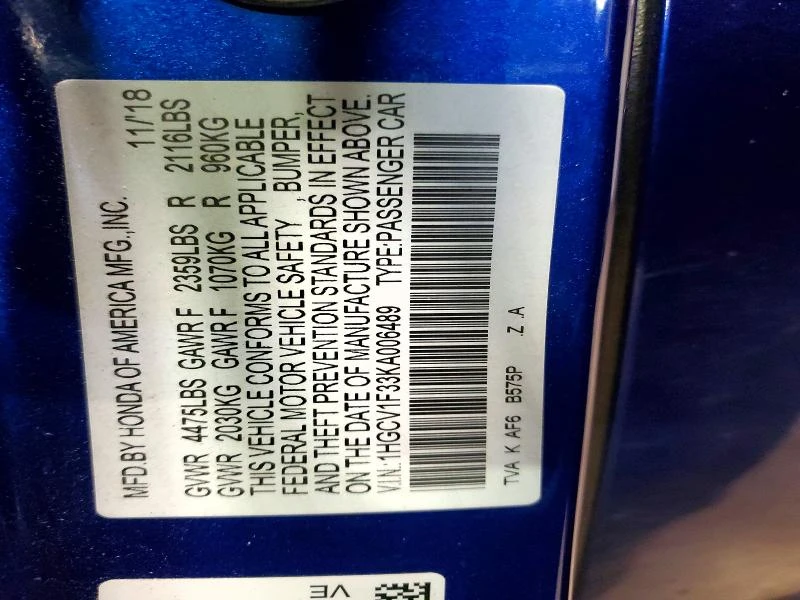 MFD.BY HONDA OF AMERICA MFG.,INC. 11/'18
GVWR 4475LBS GAWR F 2359LBS R 2116LBS
GVWR 2030KG GAWR F 1070KG R 960KG
THIS VEHICLE CONFORMS TO ALL APPLICABLE
FEDERAL MOTOR VEHICLE SAFETY , BUMPER,
AND THEFT PREVENTION STANDARDS IN EFFECT
ON THE DATE OF MANUFACTURE SHOWN ABOVE.
V.I.N.: 1HGCV1F33KA006489 TYPE:PASSENGER CAR
TVA K AF6 B575P .Z .A
VE